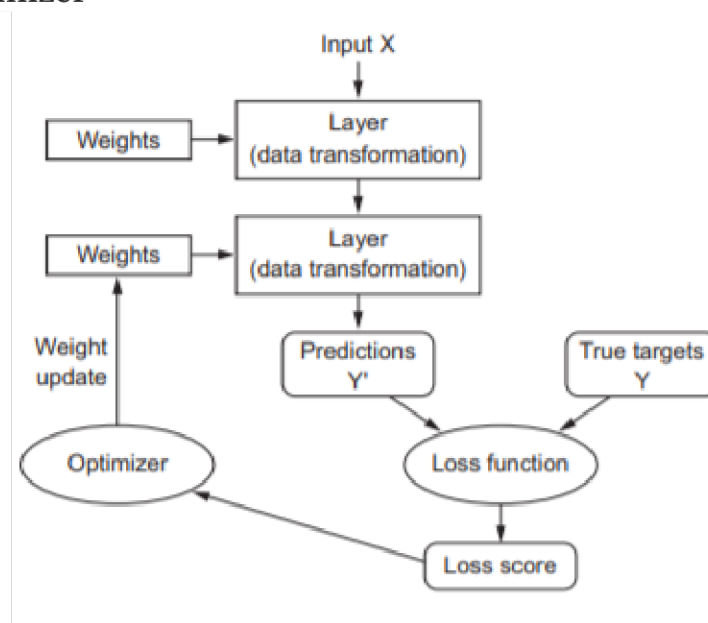 Input X
Layer
(data transformation)
Weights
Layer
(data transformation)
Weights
Weight
update
Predictions
Y'
True targets
Y
Optimizer
Loss function
Loss score